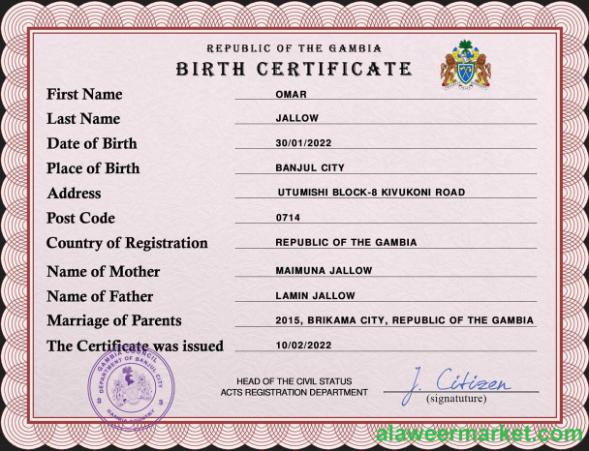 REPUBLIC OF THE GAMBIA
BIRTH CERTIFICATE
First Name OMAR
Last Name JALLOW
Date of Birth 30/01/2022
Place of Birth BANJUL CITY
Address UTUMISHI BLOCK-8 KIVUKONI ROAD
Post Code 0714
Country of Registration REPUBLIC OF THE GAMBIA
Name of Mother MAIMUNA JALLOW
Name of Father LAMIN JALLOW
Marriage of Parents 2015, BRIKAMA CITY, REPUBLIC OF THE GAMBIA
The Certificate was issued 10/02/2022
GAMBIA COUNCIL
DEPARTMENT OF BANJUL CITY
GAMBIA COUNTRY
HEAD OF THE CIVIL STATUS
ACTS REGISTRATION DEPARTMENT
J. Citizen
(signatuture)
alaweermarket.com